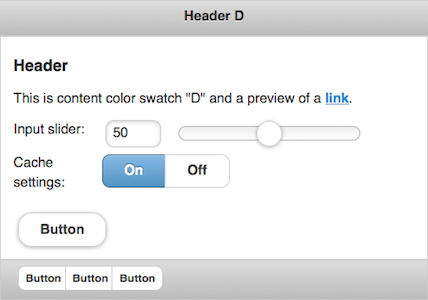 Header D
Header
This is content color swatch "D" and a preview of a link.
Input slider: 50
Cache settings: On Off
Button
Button Button Button